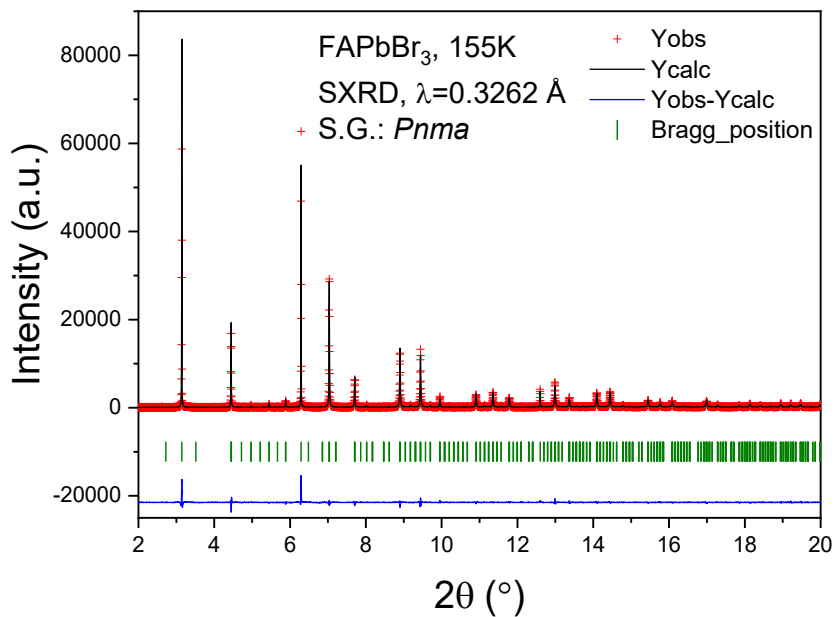 FAPbBr₃, 155K
SXRD, λ=0.3262 Å
S.G.: Pnma
Yobs
Ycalc
Yobs-Ycalc
Bragg_position
Intensity (a.u.)
80000
60000
40000
20000
0
-20000
2 4 6 8 10 12 14 16 18 20
2θ (°)